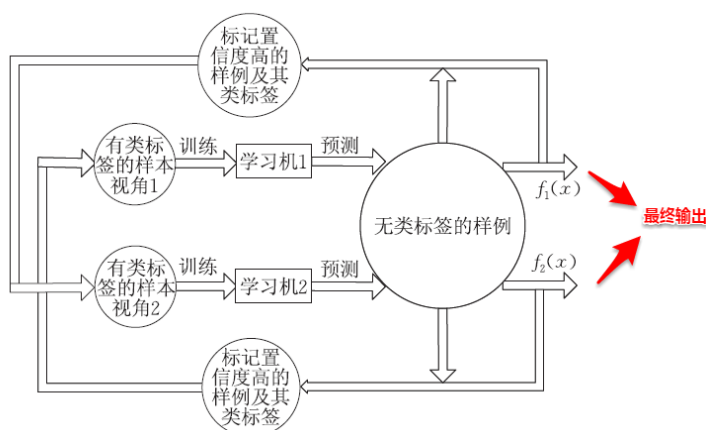 标记置
信度高的
样例及其
类标签
有类标
签的样本
视角1
训练
学习机1
预测
无类标签的样例
f₁(x)
最终输出
有类标
签的样本
视角2
训练
学习机2
预测
f₂(x)
标记置
信度高的
样例及其
类标签